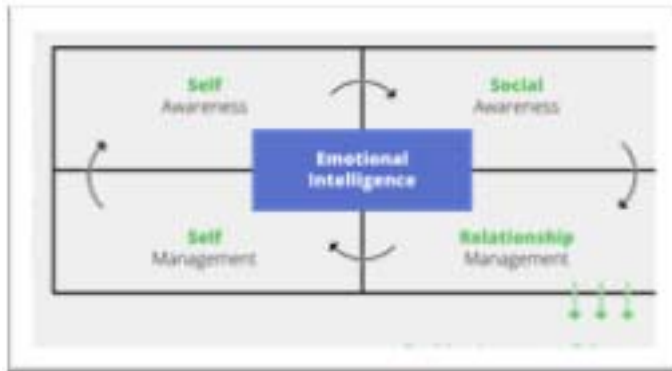 Self
Awareness
Social
Awareness
Emotional
Intelligence
Self
Management
Relationship
Management